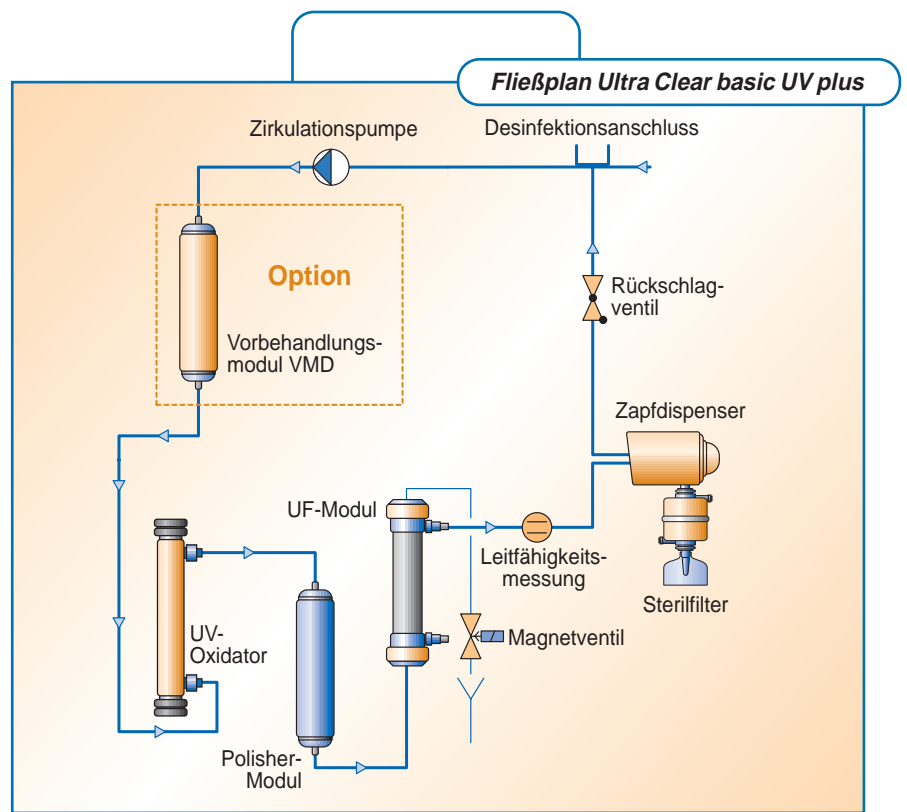 Fließplan Ultra Clear basic UV plus
Zirkulationspumpe
Desinfektionsanschluss
Option
Vorbehandlungs-
modul VMD
Rückschlag-
ventil
Zapfdispenser
UF-Modul
Leitfähigkeits-
messung
Sterilfilter
UV-
Oxidator
Magnetventil
Polisher-
Modul